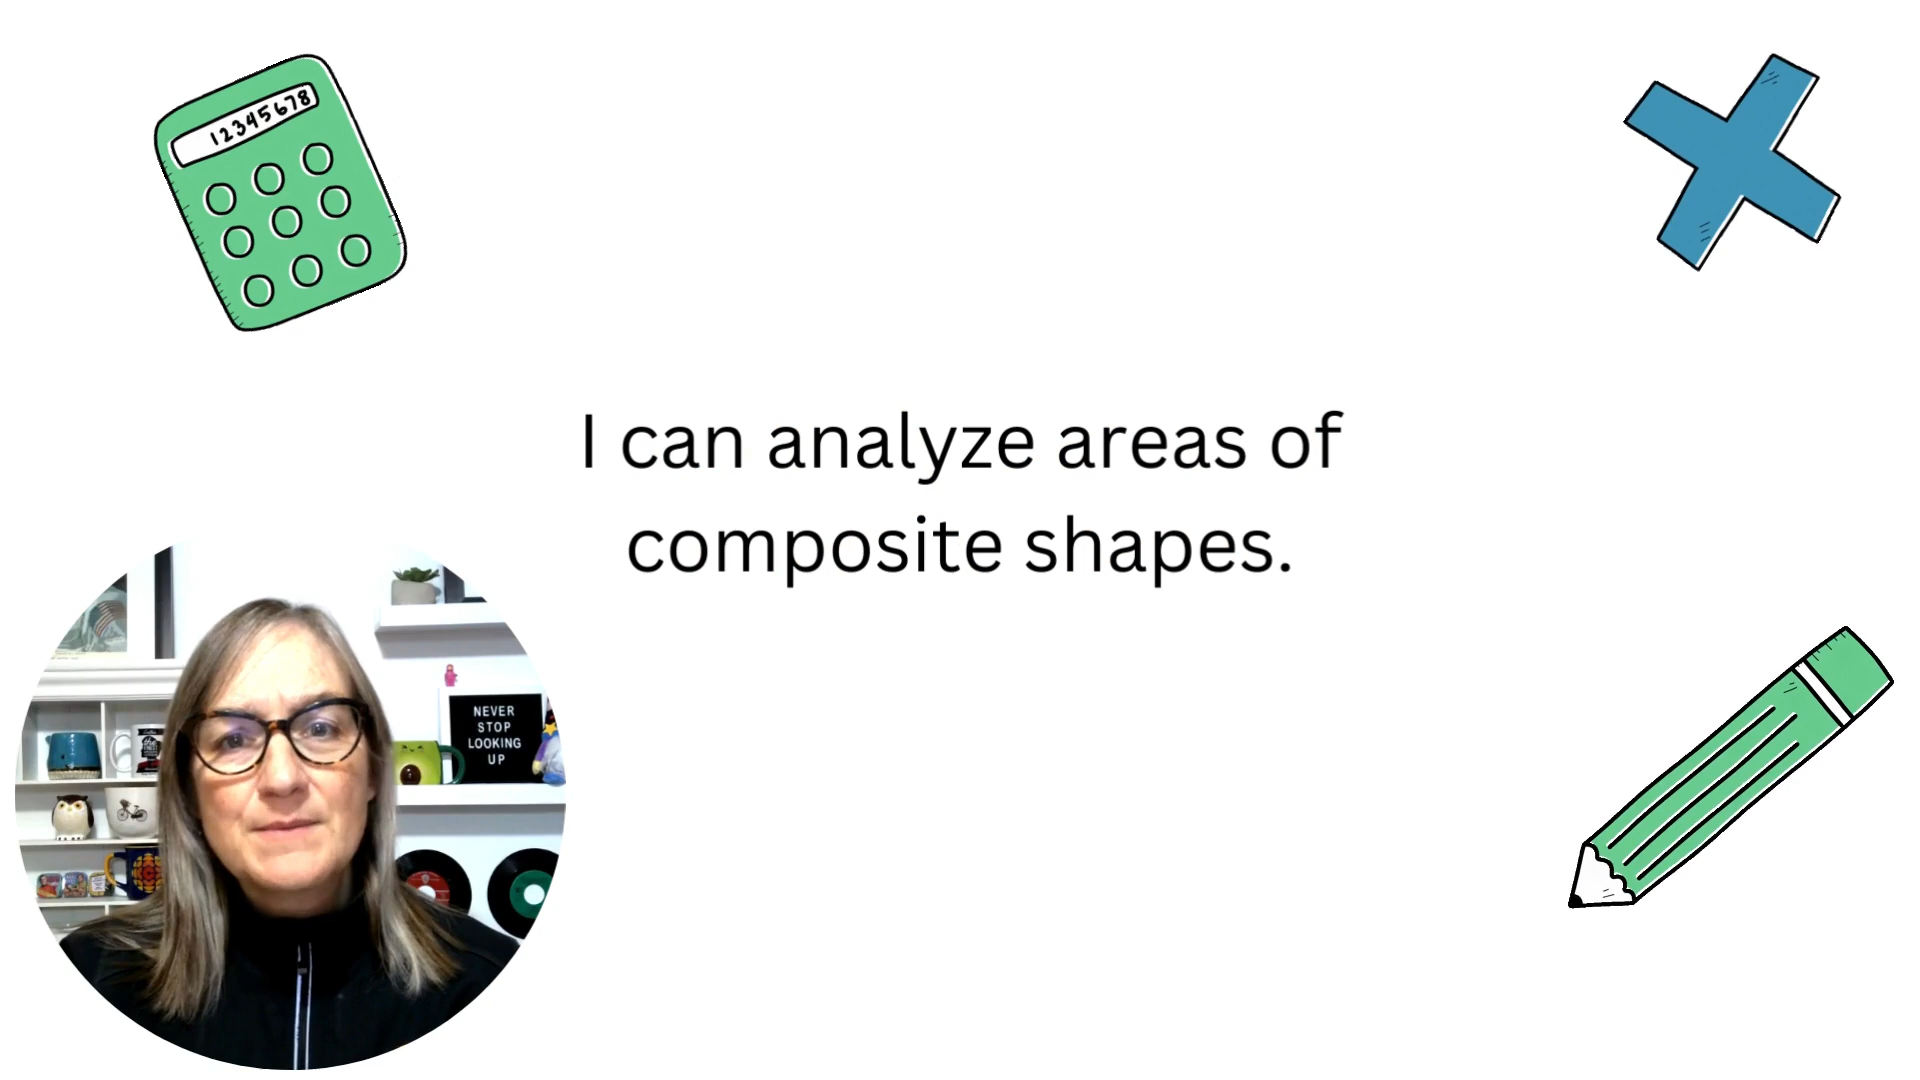 12345678
I can analyze areas of
composite shapes.
NEVER
STOP
LOOKING
UP